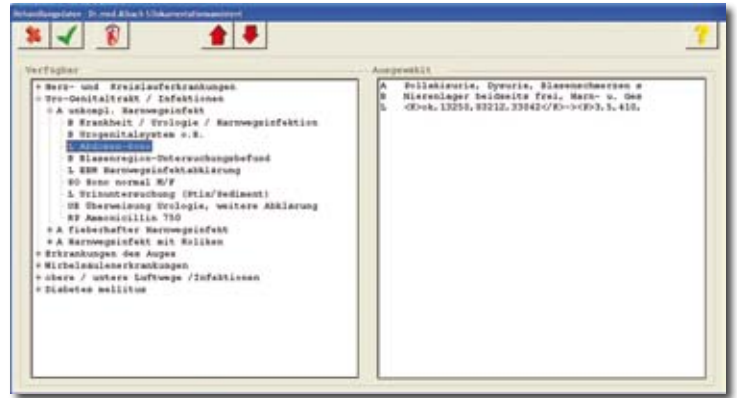 Behandlungsdaten Dr.med
Verfügbar
+ Herz- und Kreislauferkrankungen
- Uro-Genitaltrakt / Infektionen
- A unkompl. Harnwegsinfekt
B Krankheit / Urologie / Harnwegsinfektion
B Urogenitalsystem o.B.
L Abdomen-Sono
B Blasenregion-Untersuchungsbefund
L EBM Harnwegsinfektabklärung
SO Sono normal M/F
L Urinuntersuchung (Stix/Sediment)
UE Überweisung Urologie, weitere Abklärung
RP Amoxicillin 750
+ A fieberhafter Harnwegsinfekt
+ A Harnwegsinfekt mit Koliken
+ Erkrankungen des Auges
+ Wirbelsäulenerkrankungen
+ obere / untere Luftwege /Infektionen
+ Diabetes mellitus
Ausgewählt
A Pollakisurie, Dysurie, Blasenschmerzen s
B Nierenlager beidseits frei, Harn- u. Ges
L <K>ok,13250,03212,33042</K>--><P>3,5,410,